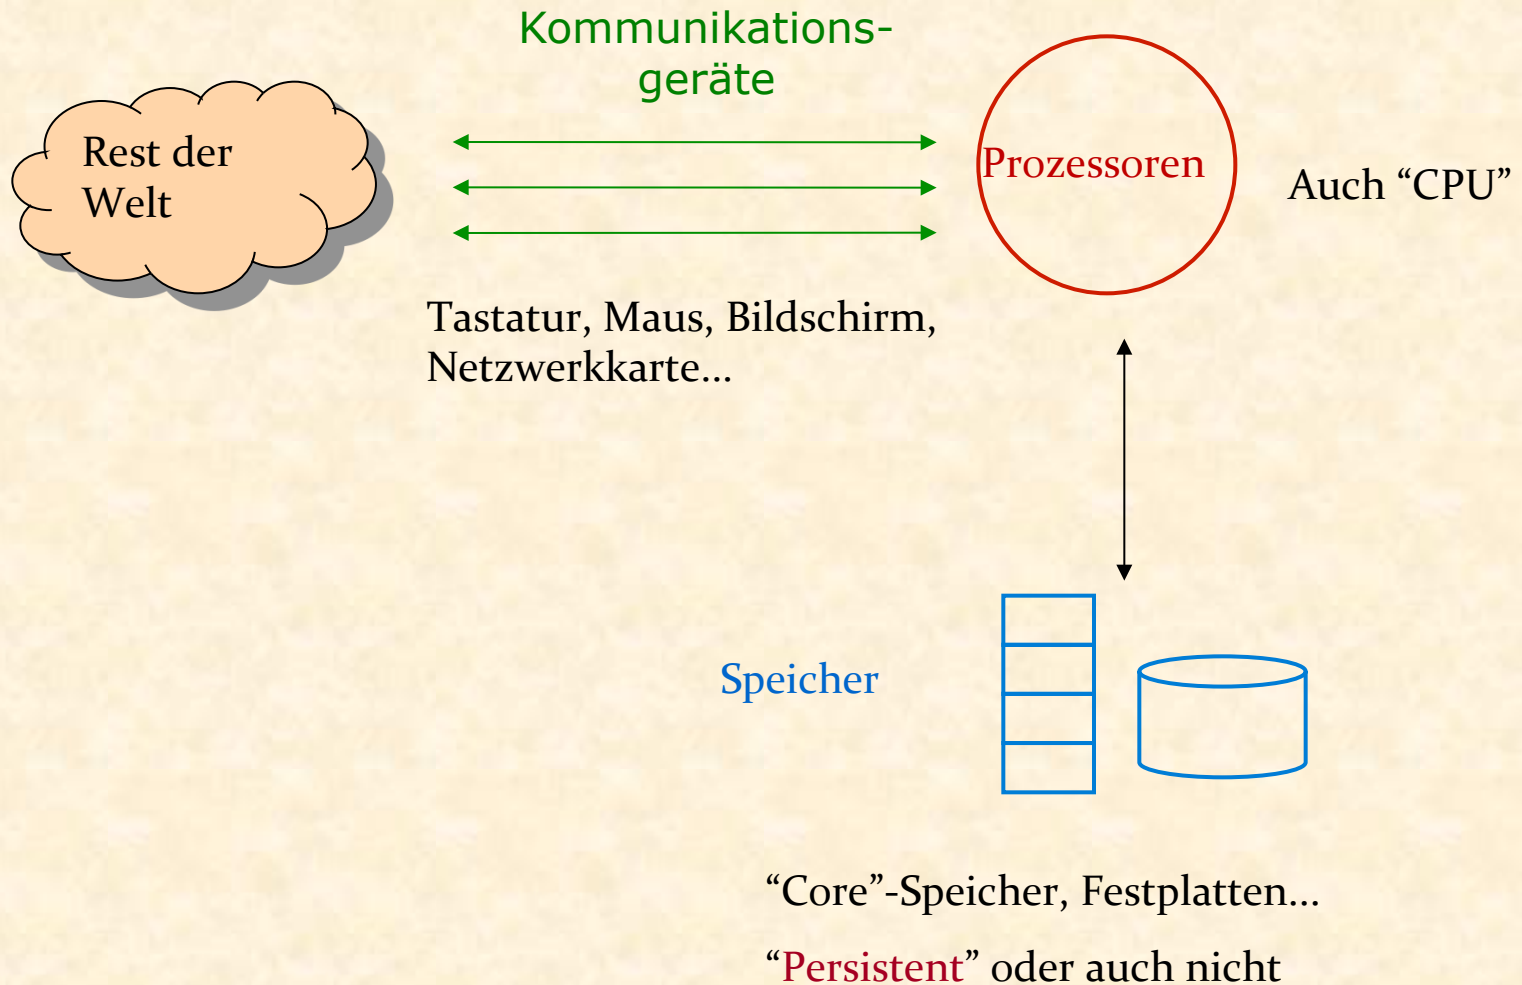 Kommunikations-
geräte
Rest der
Welt
Prozessoren
Auch “CPU”
Tastatur, Maus, Bildschirm,
Netzwerkkarte...
Speicher
“Core”-Speicher, Festplatten...
“Persistent” oder auch nicht